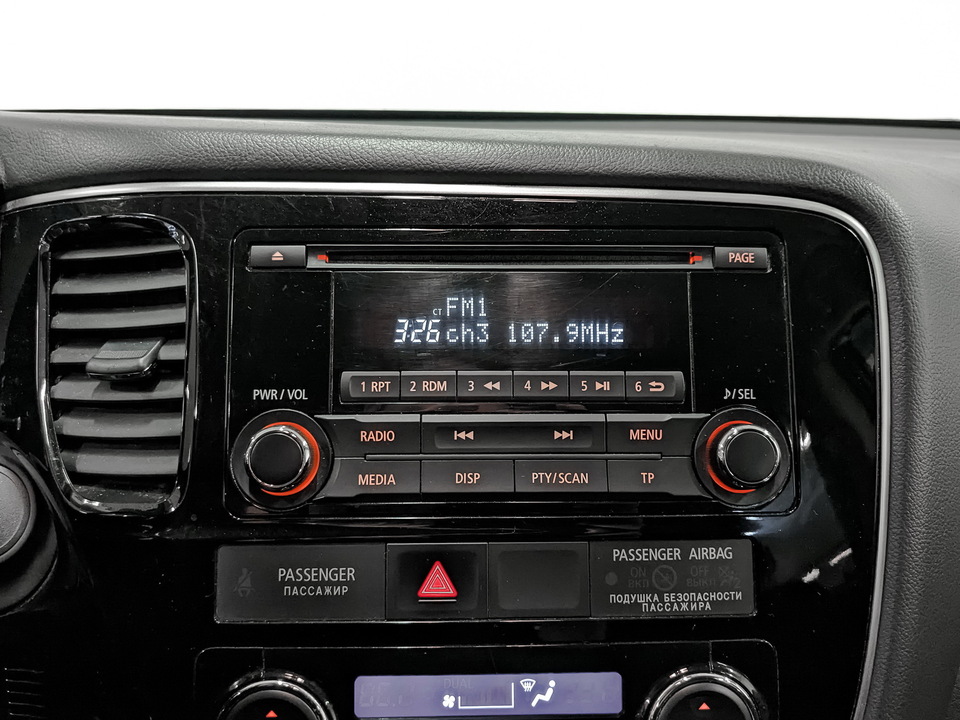 PAGE
FM1
CT 3:26 ch3 107.9MHz
1 RPT 2 RDM 3 4 5 6
PWR / VOL
♪/SEL
RADIO MENU
MEDIA DISP PTY/SCAN TP
PASSENGER
ПАССАЖИР
PASSENGER AIRBAG
ON OFF
ВКЛ ВЫКЛ
ПОДУШКА БЕЗОПАСНОСТИ
ПАССАЖИРА
DUAL